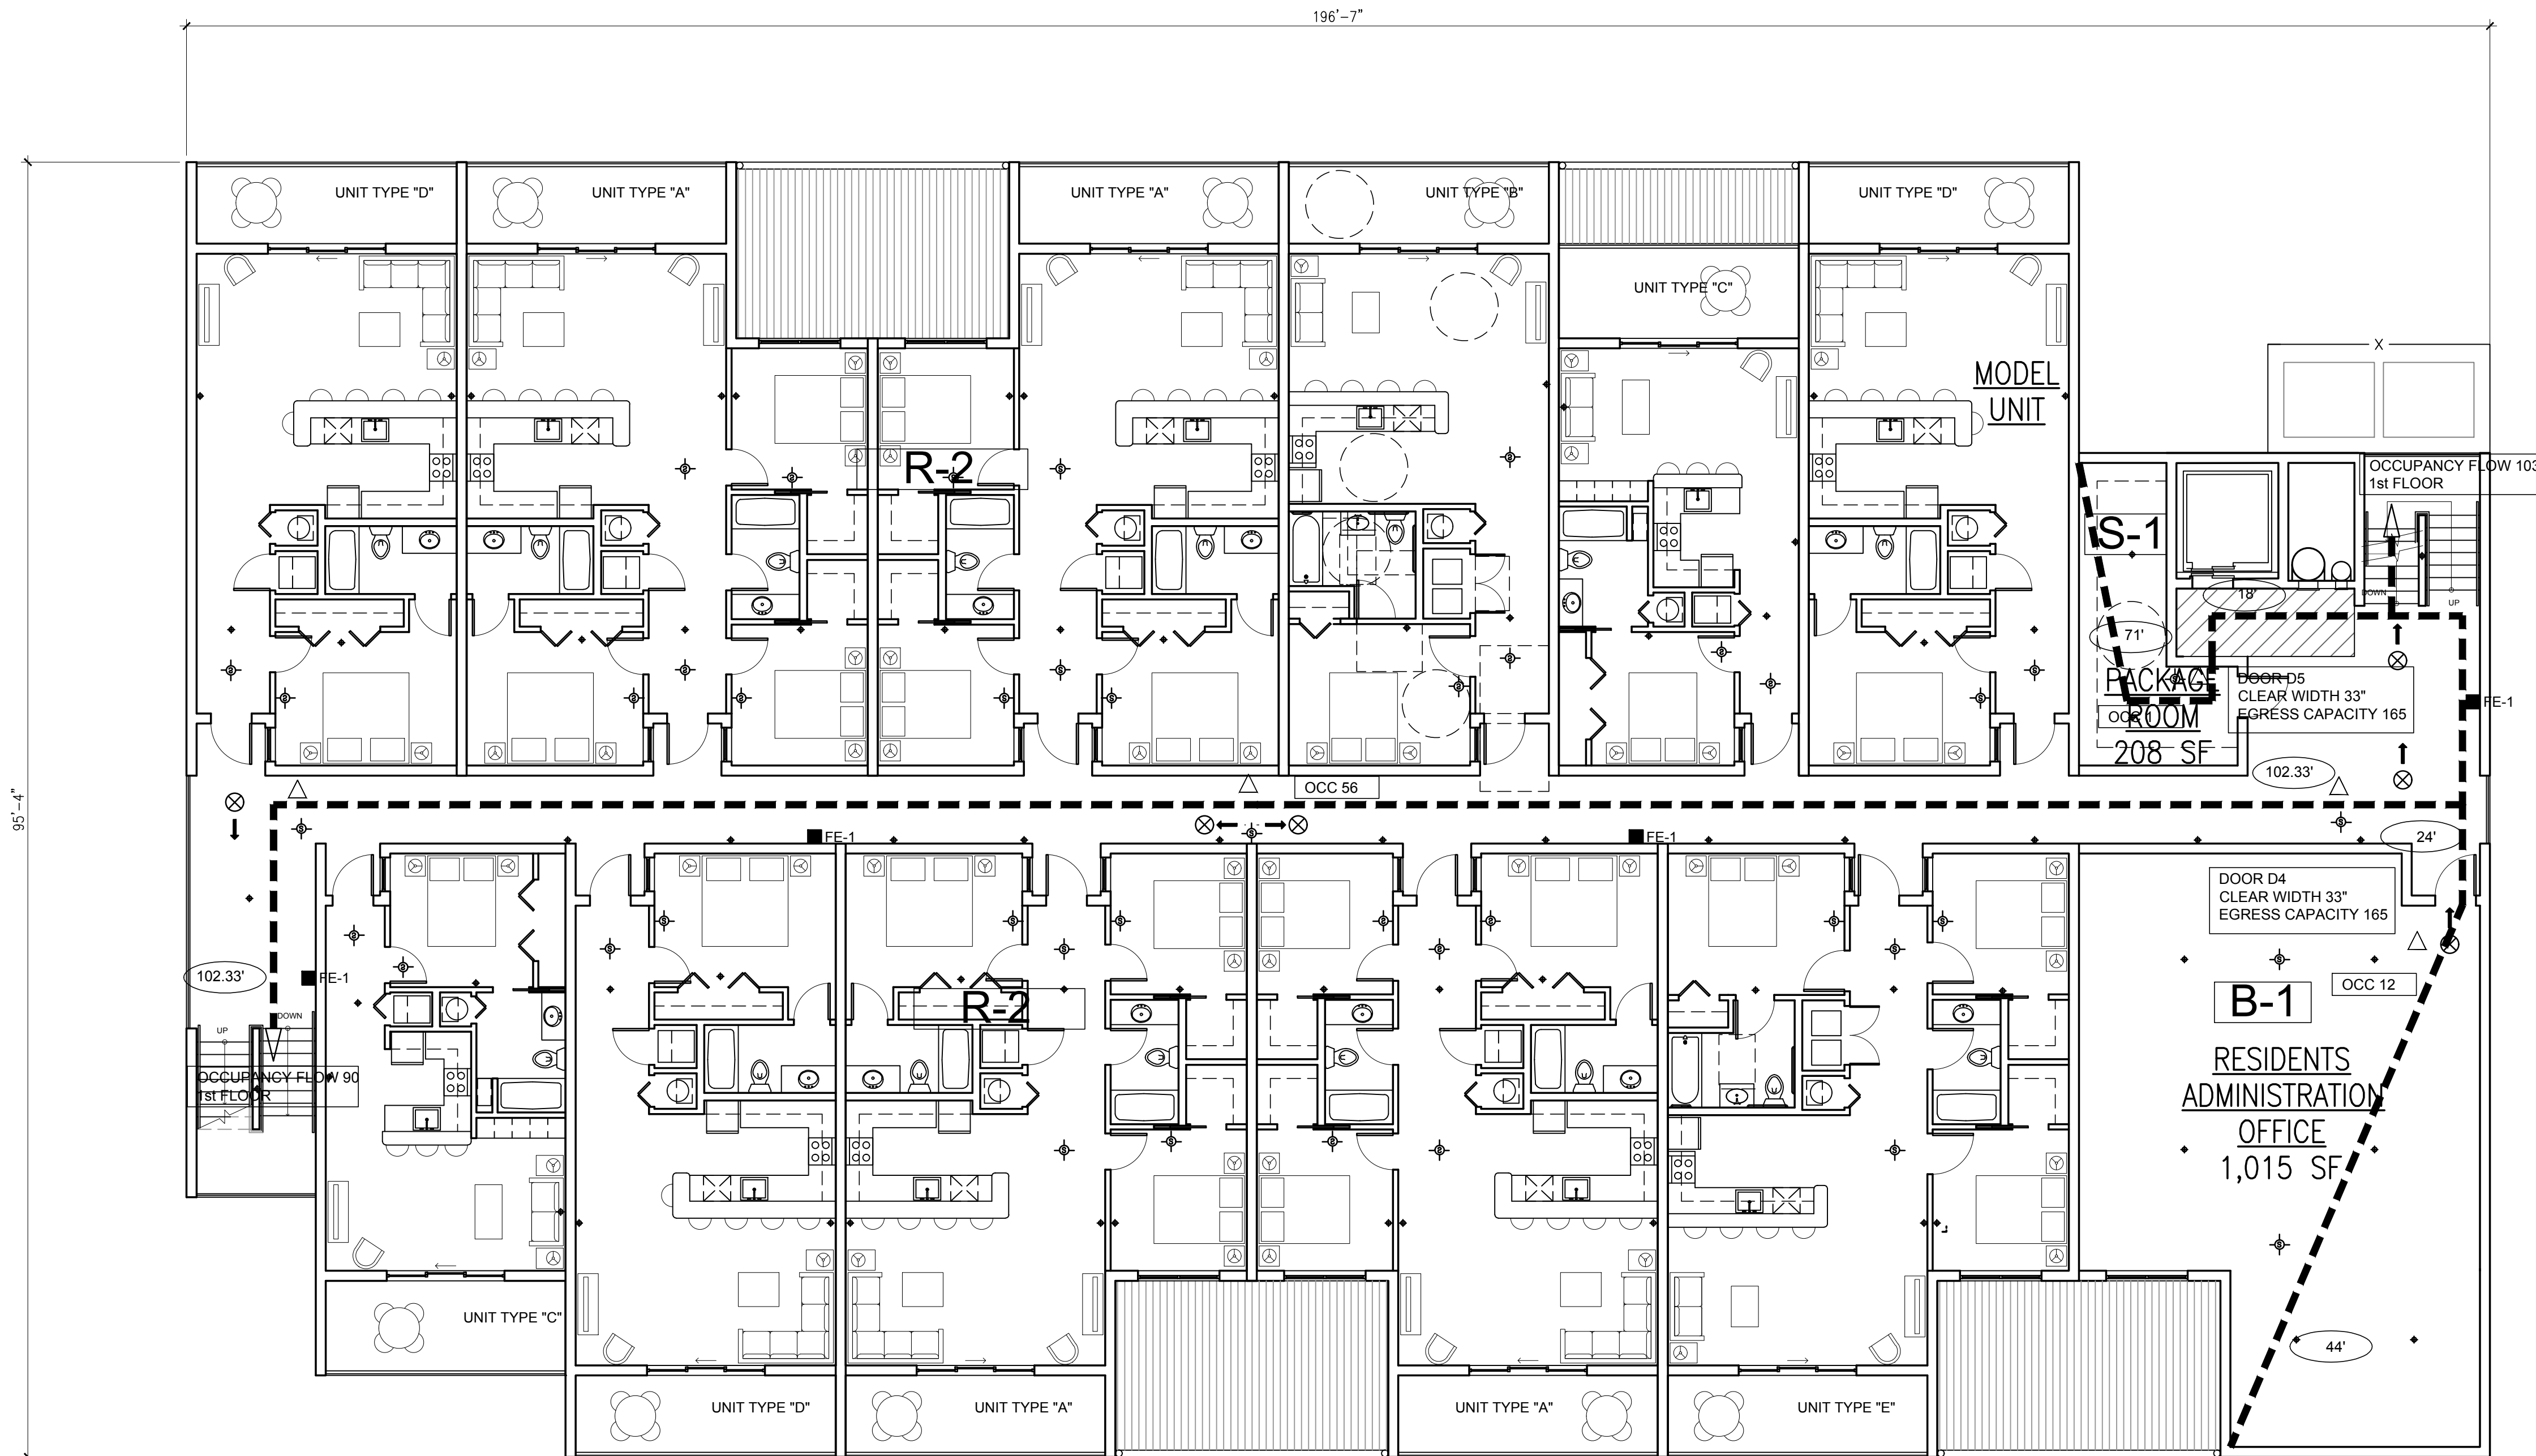 196'-7"
UNIT TYPE "D"
UNIT TYPE "A"
UNIT TYPE "A"
UNIT TYPE "B"
UNIT TYPE "D"
UNIT TYPE "C"
X
MODEL
UNIT
R-2
OCCUPANCY FLOW 103
1st FLOOR
S-1
18'
DOWN
UP
71'
PACKAGE
ROOM
208 SF
OCC 1
DOOR D5
CLEAR WIDTH 33"
EGRESS CAPACITY 165
FE-1
102.33'
OCC 56
95'-4"
FE-1
FE-1
24'
DOOR D4
CLEAR WIDTH 33"
EGRESS CAPACITY 165
102.33'
FE-1
OCC 12
B-1
R-2
UP
DOWN
OCCUPANCY FLOW 90
1st FLOOR
RESIDENTS
ADMINISTRATION
OFFICE
1,015 SF
UNIT TYPE "C"
44'
UNIT TYPE "D"
UNIT TYPE "A"
UNIT TYPE "A"
UNIT TYPE "E"